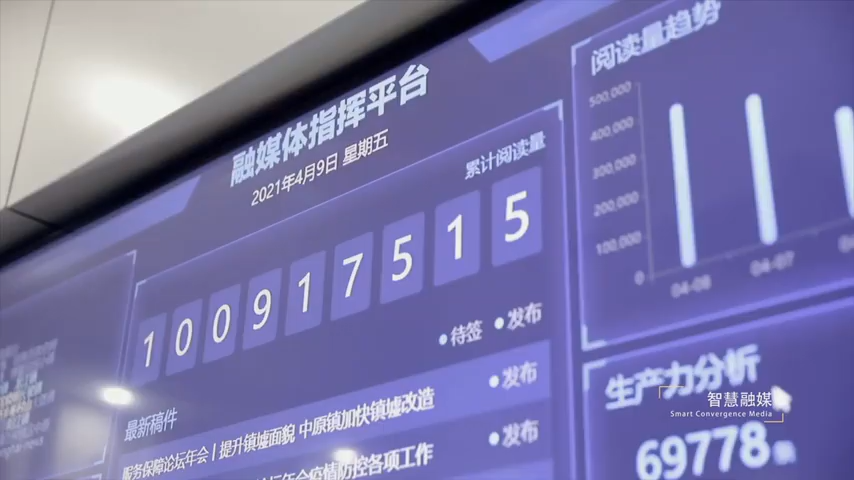 融媒体指挥平台
2021年4月9日 星期五
累计阅读量
100917515
待签 发布
最新稿件
服务保障论坛年会 | 提升镇墟面貌 中原镇加快镇墟改造
发布
论坛年会疫情防控各项工作
发布
阅读量趋势
500,000
400,000
300,000
200,000
100,000
0
04-08 04-07
生产力分析
69778
智慧融媒
Smart Convergence Media